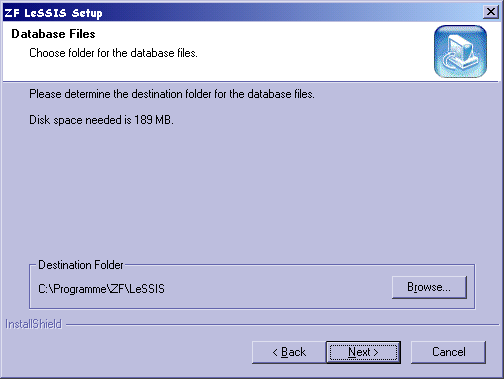 ZF LeSSIS Setup
Database Files
Choose folder for the database files.
Please determine the destination folder for the database files.
Disk space needed is 189 MB.
Destination Folder
C:\Programme\ZF\LeSSIS
Browse...
InstallShield
< Back
Next >
Cancel